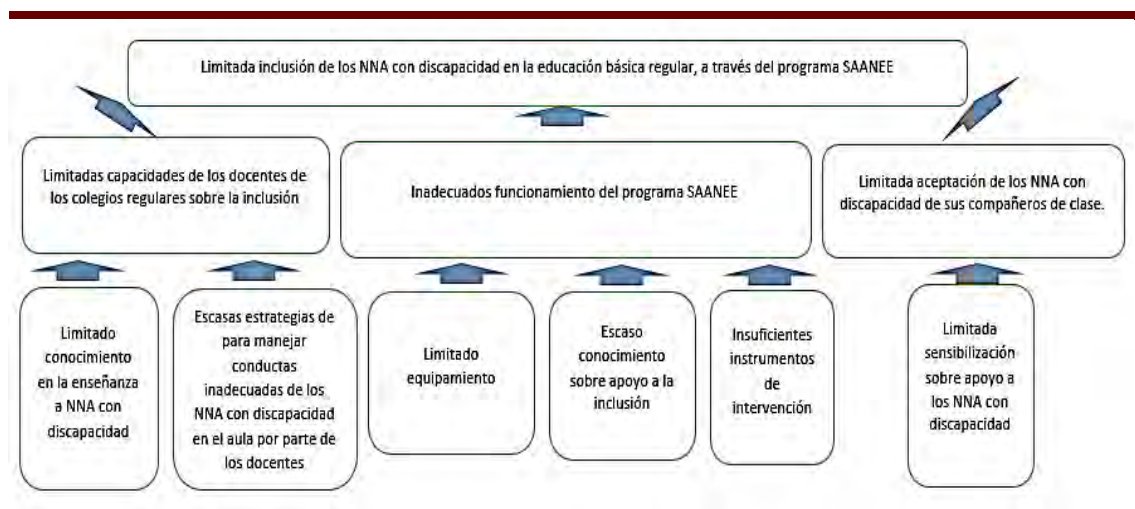 Limitada inclusión de los NNA con discapacidad en la educación básica regular, a través del programa SAANEE
Limitadas capacidades de los docentes de
los colegios regulares sobre la inclusión
Inadecuados funcionamiento del programa SAANEE
Limitada aceptación de los NNA con
discapacidad de sus compañeros de clase.
Limitado
conocimiento
en la enseñanza
a NNA con
discapacidad
Escasas estrategias de
para manejar
conductas
inadecuadas de los
NNA con discapacidad
en el aula por parte de
los docentes
Limitado
equipamiento
Escaso
conocimiento
sobre apoyo a la
inclusión
Insuficientes
instrumentos
de
intervención
Limitada
sensibilización
sobre apoyo a
los NNA con
discapacidad